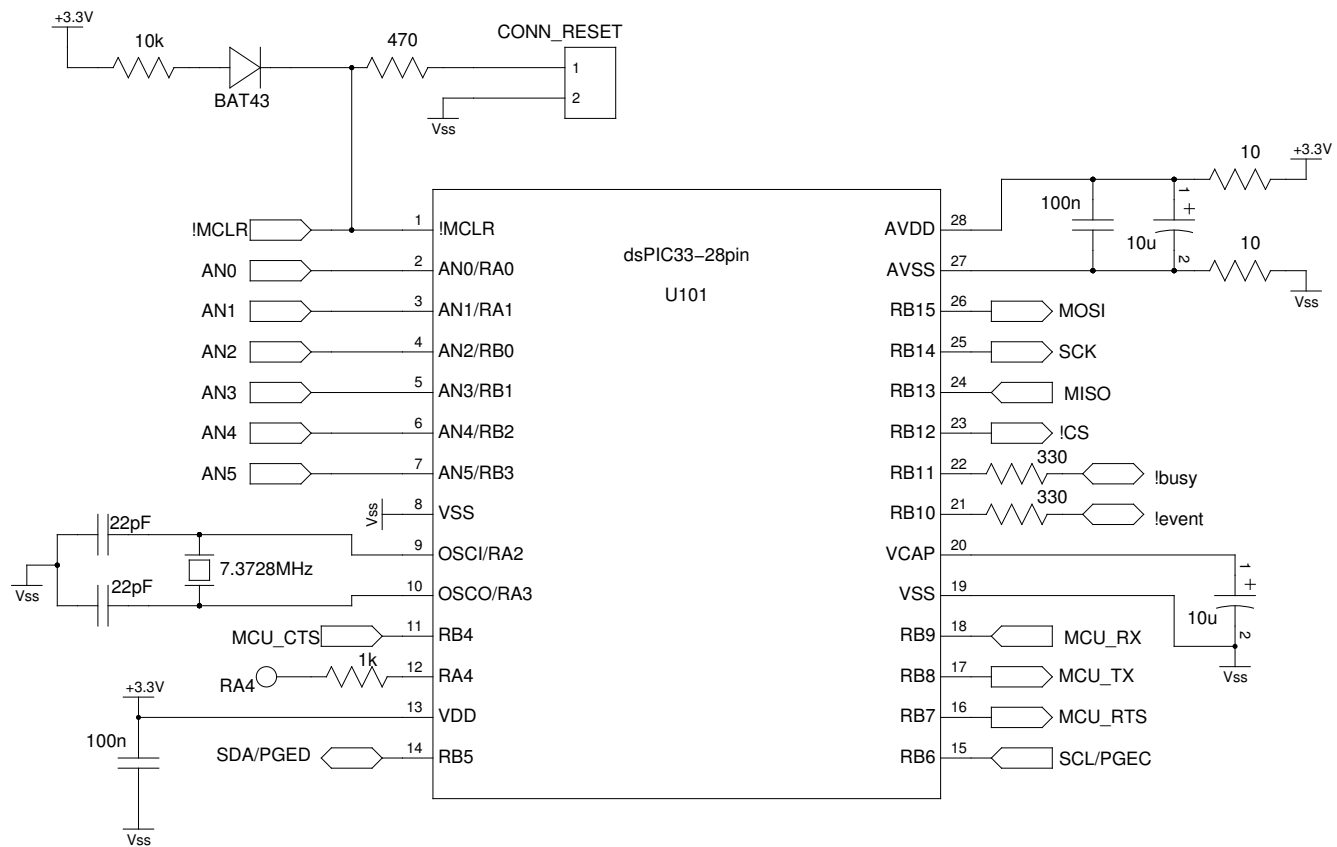 +3.3V
10k
BAT43
470
CONN_RESET
1
2
Vss
10
+3.3V
100n
1
+
10u
2
10
Vss
dsPIC33-28pin
U101
!MCLR
1
!MCLR
AN0
2
AN0/RA0
AN1
3
AN1/RA1
AN2
4
AN2/RB0
AN3
5
AN3/RB1
AN4
6
AN4/RB2
AN5
7
AN5/RB3
Vss
8
VSS
22pF
9
OSCI/RA2
7.3728MHz
Vss
22pF
10
OSCO/RA3
MCU_CTS
11
RB4
RA4
1k
12
RA4
+3.3V
13
VDD
100n
Vss
SDA/PGED
14
RB5
AVDD
28
AVSS
27
RB15
26
MOSI
RB14
25
SCK
RB13
24
MISO
RB12
23
!CS
RB11
22
330
!busy
RB10
21
330
!event
VCAP
20
1
+
10u
2
Vss
VSS
19
RB9
18
MCU_RX
RB8
17
MCU_TX
RB7
16
MCU_RTS
RB6
15
SCL/PGEC